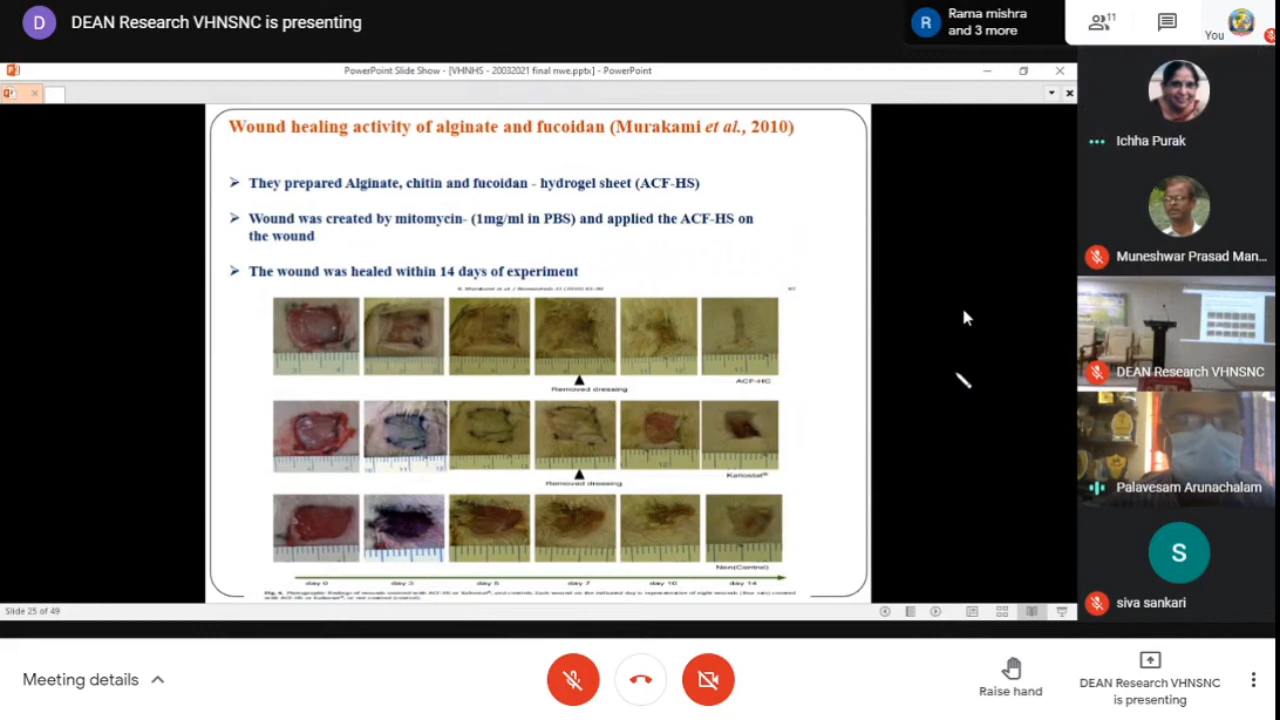 D
DEAN Research VHNSNC is presenting
R
Rama mishra
and 3 more
11
You
PowerPoint Slide Show - [VHNHS - 20032021 final nwe.pptx] - PowerPoint
Wound healing activity of alginate and fucoidan (Murakami et al., 2010)
They prepared Alginate, chitin and fucoidan - hydrogel sheet (ACF-HS)
Wound was created by mitomycin- (1mg/ml in PBS) and applied the ACF-HS on
the wound
The wound was healed within 14 days of experiment
Removed dressing
ACF-HC
Removed dressing
Kaltostat®
Non(Control)
day 0
day 3
day 5
day 7
day 10
day 14
Slide 25 of 49
Ichha Purak
Muneshwar Prasad Man...
DEAN Research VHNSNC
Palavesam Arunachalam
S
siva sankari
Meeting details
Raise hand
DEAN Research VHNSNC
is presenting